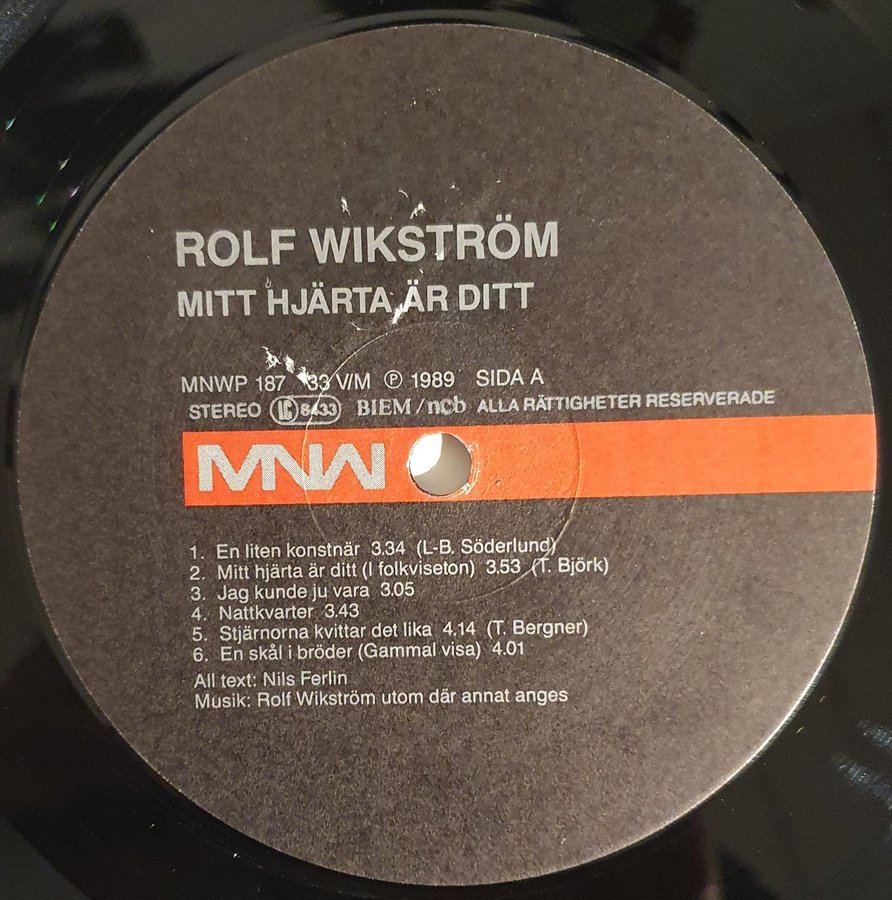 ROLF WIKSTRÖM
MITT HJÄRTA ÄR DITT
MNWP 187 33 V/M Ⓟ 1989 SIDA A
STEREO LC 8433 BIEM/ncb ALLA RÄTTIGHETER RESERVERADE
MNW
1. En liten konstnär 3.34 (L-B. Söderlund)
2. Mitt hjärta är ditt (I folkviseton) 3.53 (T. Björk)
3. Jag kunde ju vara 3.05
4. Nattkvarter 3.43
5. Stjärnorna kvittar det lika 4.14 (T. Bergner)
6. En skål i bröder (Gammal visa) 4.01
All text: Nils Ferlin
Musik: Rolf Wikström utom där annat anges